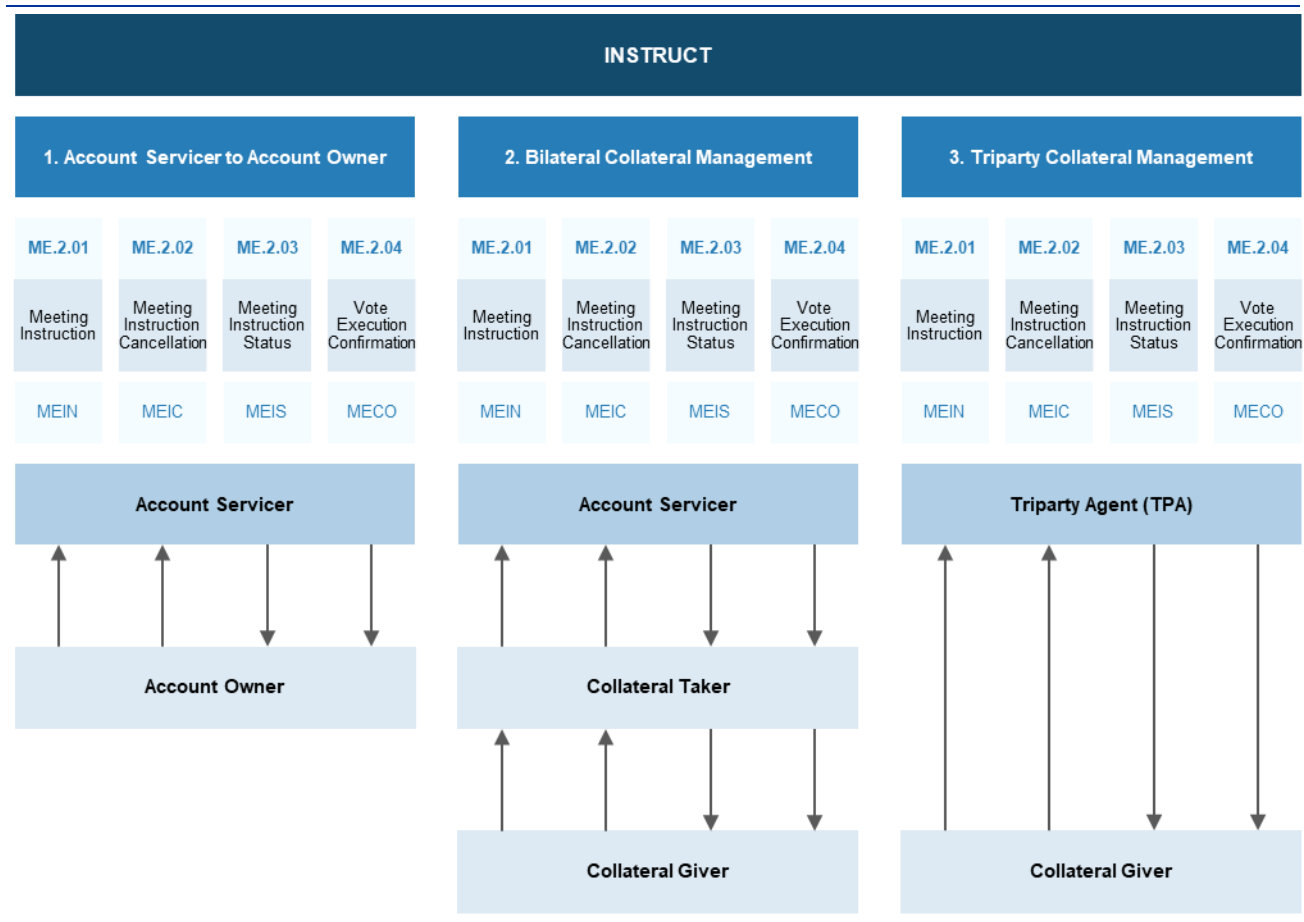 INSTRUCT
1. Account Servicer to Account Owner
2. Bilateral Collateral Management
3. Triparty Collateral Management
ME.2.01 ME.2.02 ME.2.03 ME.2.04
ME.2.01 ME.2.02 ME.2.03 ME.2.04
ME.2.01 ME.2.02 ME.2.03 ME.2.04
Meeting
Instruction
Meeting
Instruction
Cancellation
Meeting
Instruction
Status
Vote
Execution
Confirmation
Meeting
Instruction
Meeting
Instruction
Cancellation
Meeting
Instruction
Status
Vote
Execution
Confirmation
Meeting
Instruction
Meeting
Instruction
Cancellation
Meeting
Instruction
Status
Vote
Execution
Confirmation
MEIN MEIC MEIS MECO
MEIN MEIC MEIS MECO
MEIN MEIC MEIS MECO
Account Servicer
Account Servicer
Triparty Agent (TPA)
Account Owner
Collateral Taker
Collateral Giver
Collateral Giver